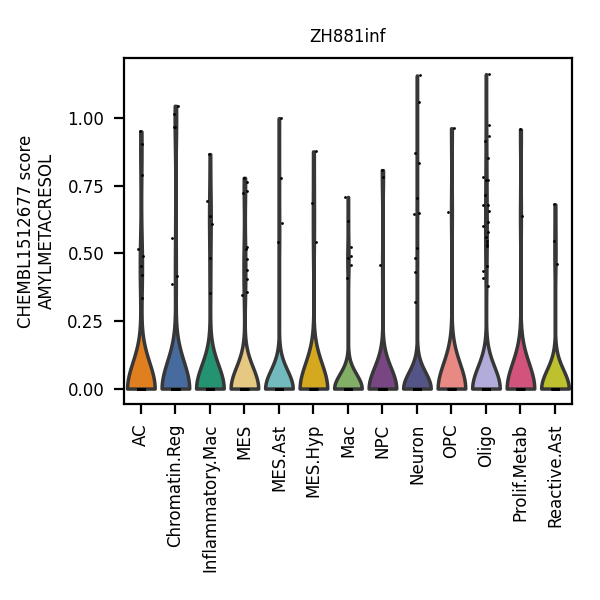 ZH881inf
CHEMBL1512677 score
AMYLMETACRESOL
1.00
0.75
0.50
0.25
0.00
AC
Chromatin.Reg
Inflammatory.Mac
MES
MES.Ast
MES.Hyp
Mac
NPC
Neuron
OPC
Oligo
Prolif.Metab
Reactive.Ast